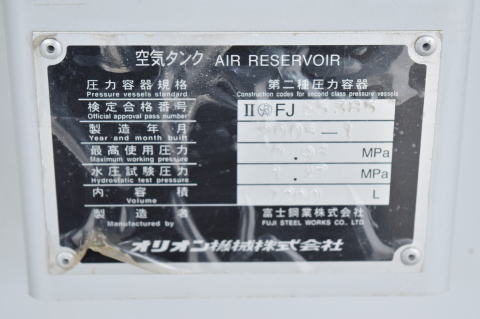 空気タンク AIR RESERVOIR
圧力容器規格 第二種圧力容器
Pressure vessels standard Construction codes for second class pressure vessels
検定合格番号 II FJ
Official approval pass number
製造年月
Year and month built
最高使用圧力 MPa
Maximum working pressure
水圧試験圧力 MPa
Hydrostatic test pressure
内容積 L
Volume
製造者 富士鋼業株式会社
Manufactured by FUJI STEEL WORKS CO., LTD.
オリオン機械株式会社